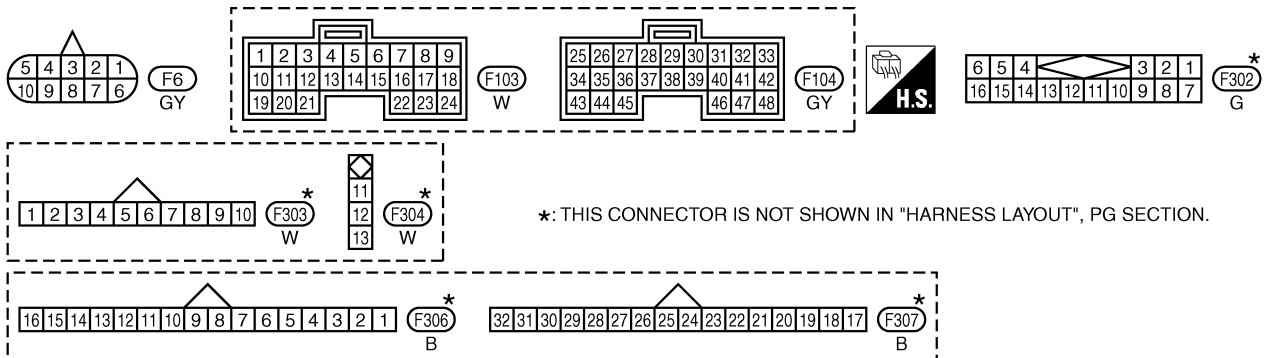 5 4 3 2 1
10 9 8 7 6
F6
GY
1 2 3 4 5 6 7 8 9
10 11 12 13 14 15 16 17 18
19 20 21 22 23 24
F103
W
25 26 27 28 29 30 31 32 33
34 35 36 37 38 39 40 41 42
43 44 45 46 47 48
F104
GY
H.S.
6 5 4 3 2 1
16 15 14 13 12 11 10 9 8 7
*
F302
G
1 2 3 4 5 6 7 8 9 10
*
F303
W
11
12
13
*
F304
W
*: THIS CONNECTOR IS NOT SHOWN IN "HARNESS LAYOUT", PG SECTION.
16 15 14 13 12 11 10 9 8 7 6 5 4 3 2 1
*
F306
B
32 31 30 29 28 27 26 25 24 23 22 21 20 19 18 17
*
F307
B